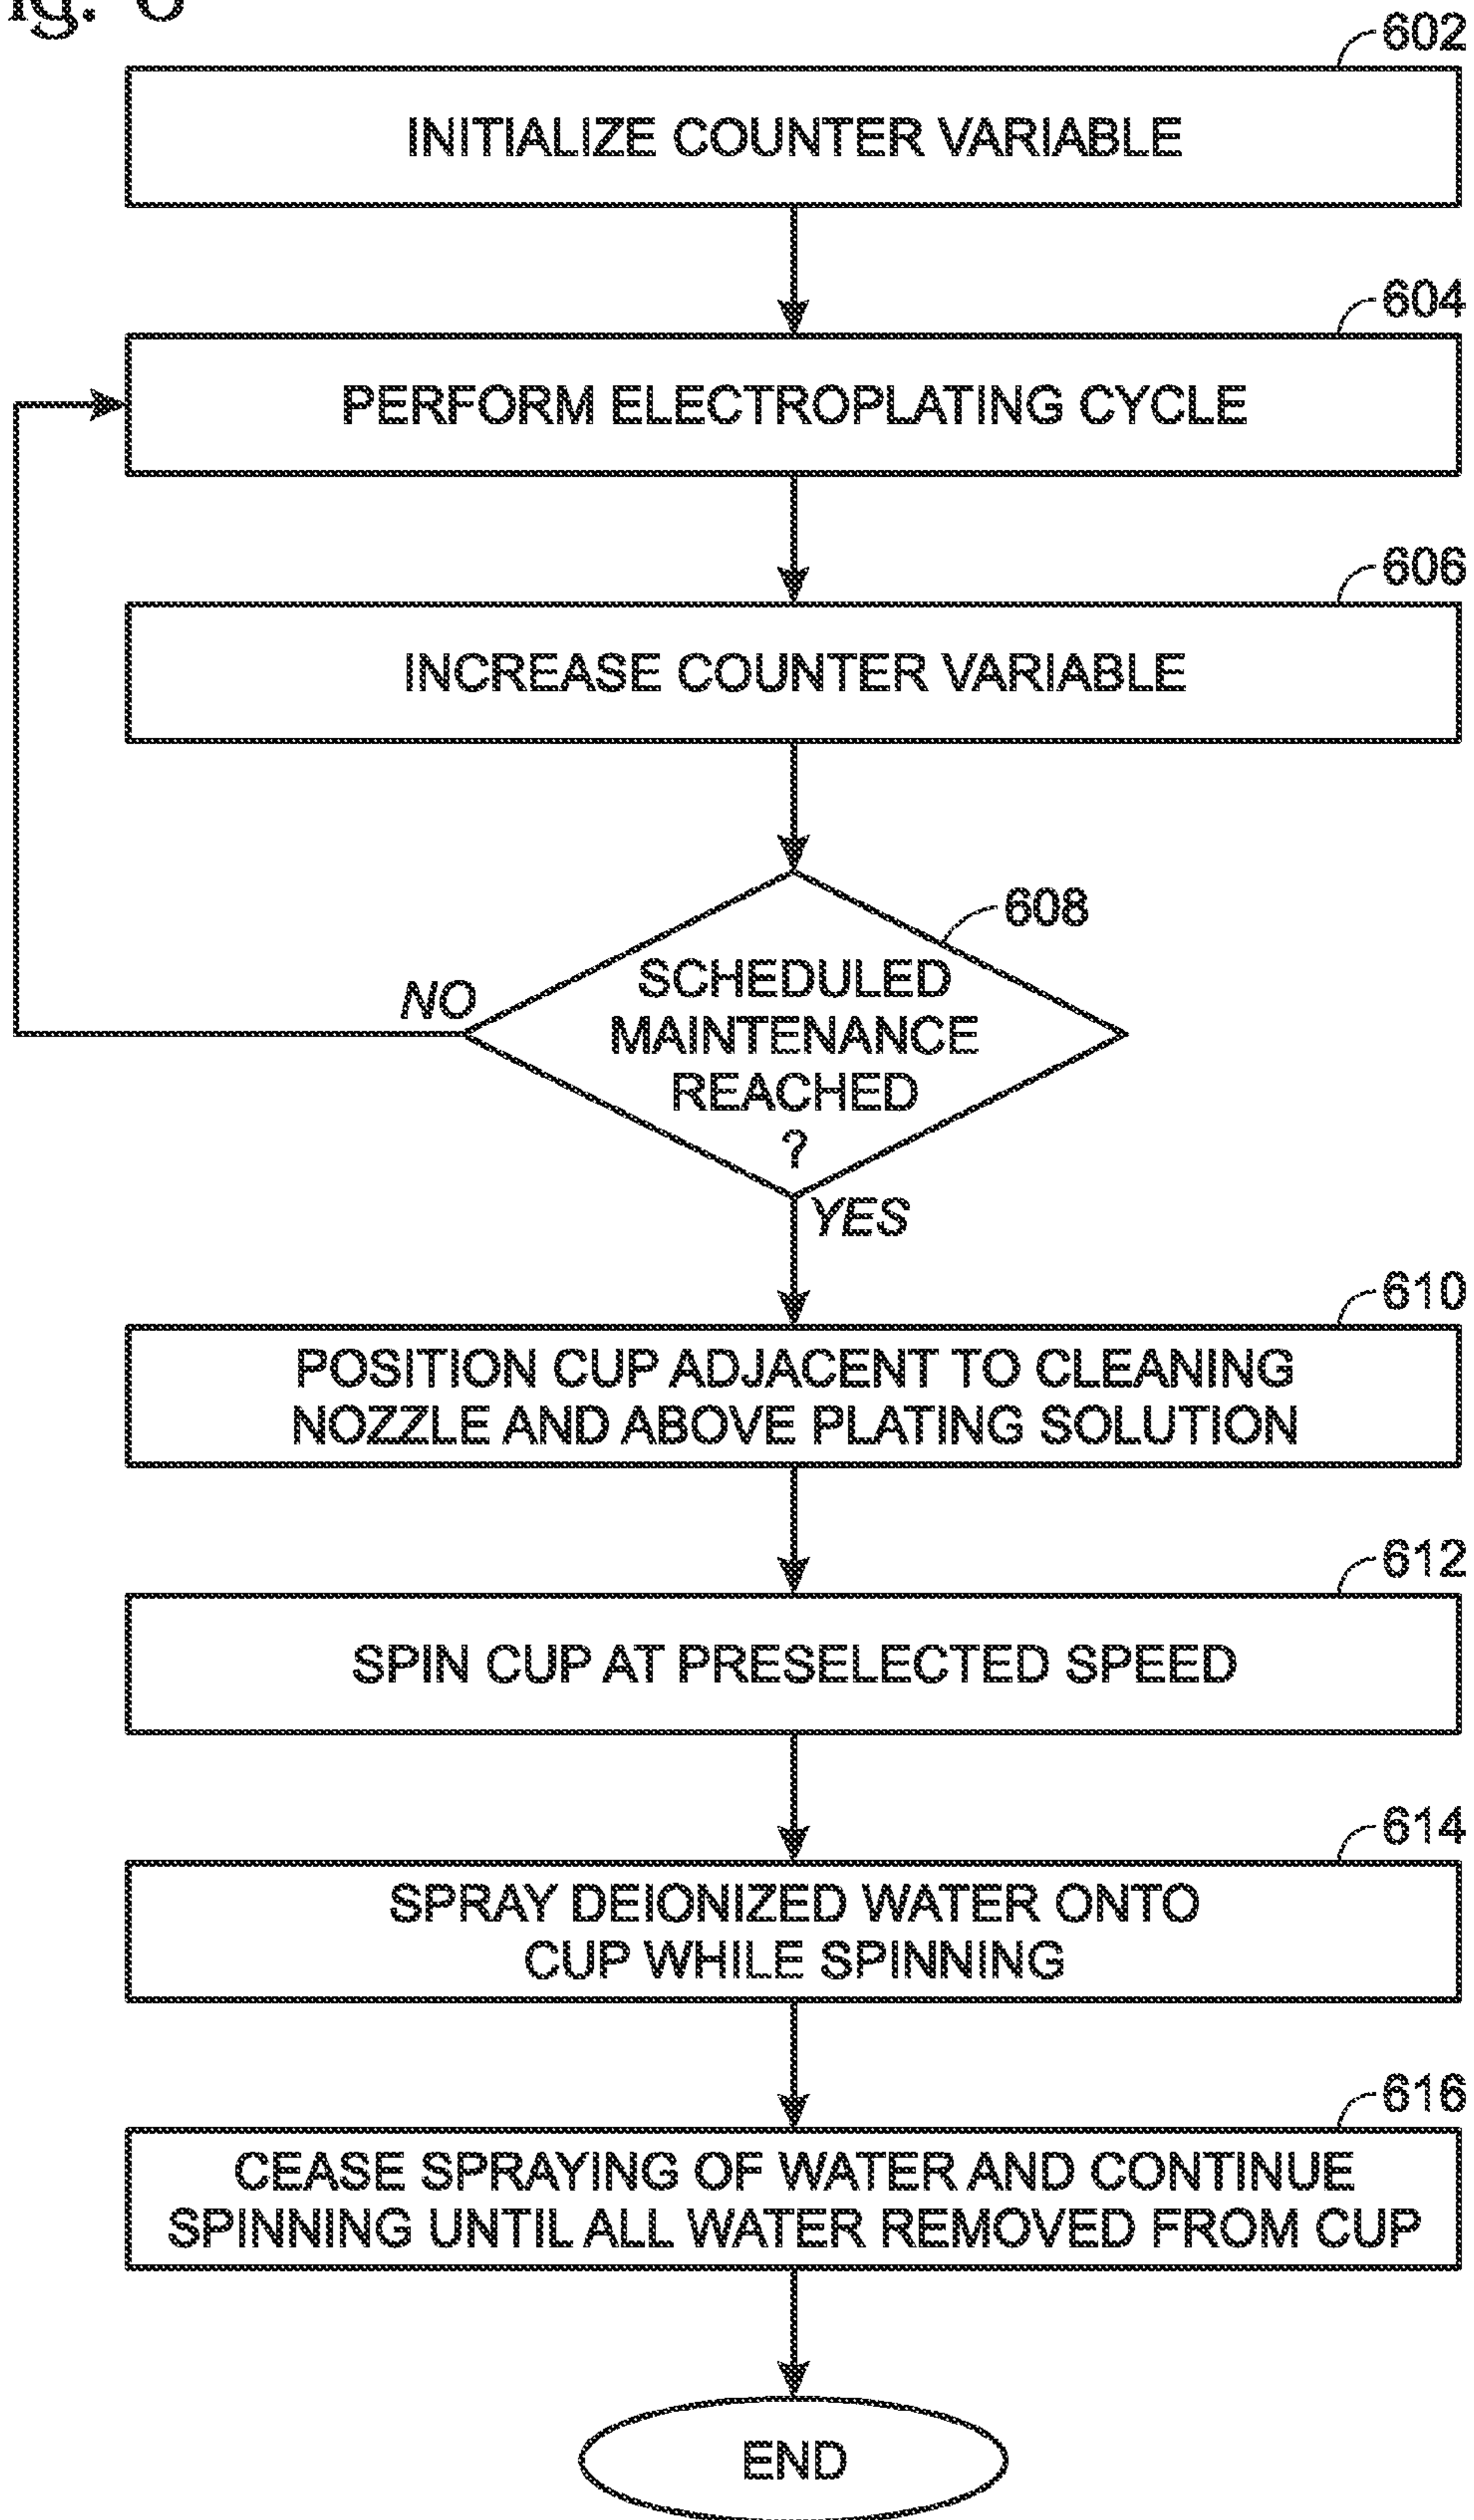 ig. 6
602
INITIALIZE COUNTER VARIABLE
604
PERFORM ELECTROPLATING CYCLE
606
INCREASE COUNTER VARIABLE
608
SCHEDULED
MAINTENANCE
REACHED
?
NO
YES
610
POSITION CUP ADJACENT TO CLEANING
NOZZLE AND ABOVE PLATING SOLUTION
612
SPIN CUP AT PRESELECTED SPEED
614
SPRAY DEIONIZED WATER ONTO
CUP WHILE SPINNING
616
CEASE SPRAYING OF WATER AND CONTINUE
SPINNING UNTIL ALL WATER REMOVED FROM CUP
END